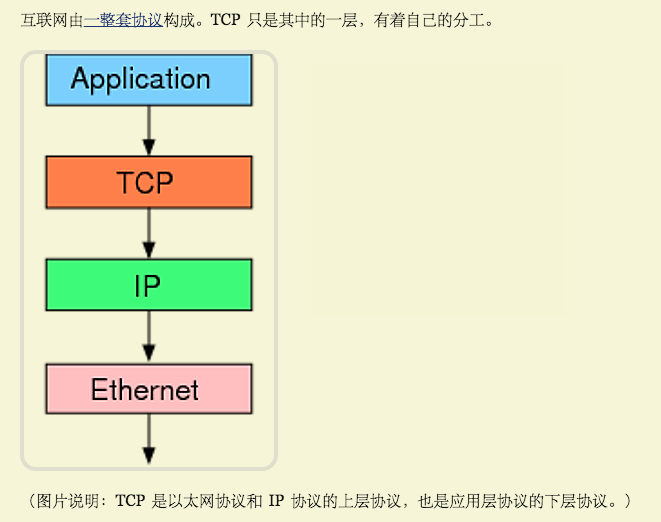 互联网由一整套协议构成。TCP 只是其中的一层，有着自己的分工。
Application
TCP
IP
Ethernet
（图片说明：TCP 是以太网协议和 IP 协议的上层协议，也是应用层协议的下层协议。）